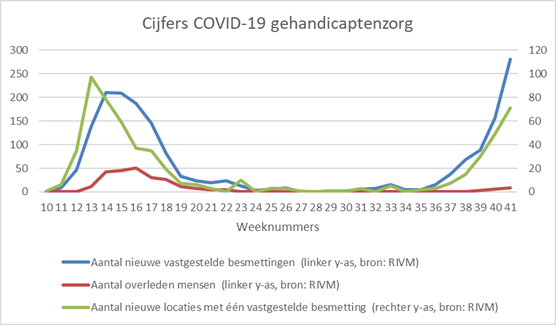 Cijfers COVID-19 gehandicaptenzorg
300
250
200
150
100
50
0
120
100
80
60
40
20
0
10 11 12 13 14 15 16 17 18 19 20 21 22 23 24 25 26 27 28 29 30 31 32 33 34 35 36 37 38 39 40 41
Weeknummers
Aantal nieuwe vastgestelde besmettingen (linker y-as, bron: RIVM)
Aantal overleden mensen (linker y-as, bron: RIVM)
Aantal nieuwe locaties met één vastgestelde besmetting (rechter y-as, bron: RIVM)